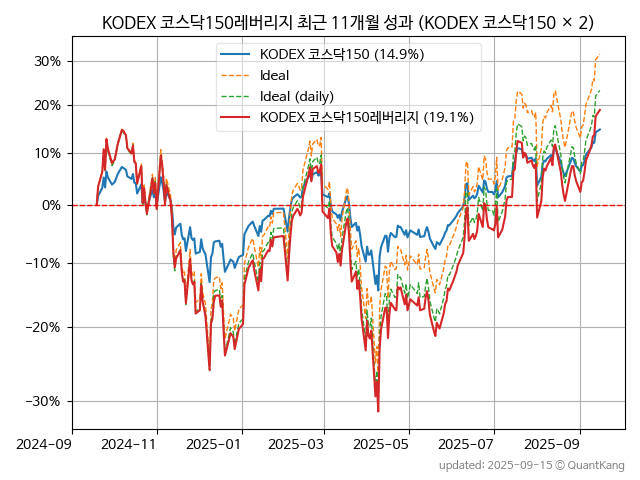 KODEX 코스닥150레버리지 최근 11개월 성과 (KODEX 코스닥150 × 2)
KODEX 코스닥150 (14.9%)
Ideal
Ideal (daily)
KODEX 코스닥150레버리지 (19.1%)
30%
20%
10%
0%
−10%
−20%
−30%
2024-09 2024-11 2025-01 2025-03 2025-05 2025-07 2025-09
updated: 2025-09-15 ⓒ QuantKang